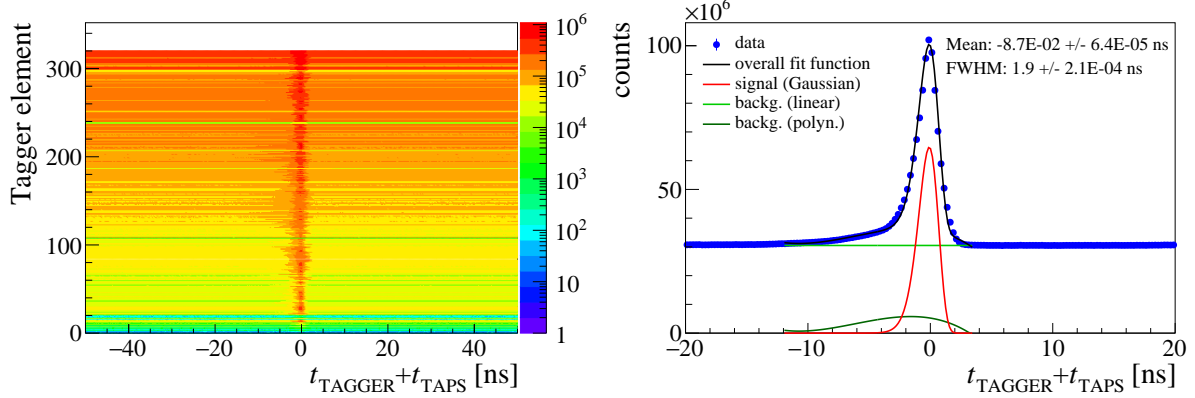 Tagger element
300
200
100
0
−40 −20 0 20 40
t_TAGGER+t_TAPS [ns]
10^6
10^5
10^4
10^3
10^2
10
1
×10^6
counts
100
50
0
−20 −10 0 10 20
t_TAGGER+t_TAPS [ns]
data
overall fit function
signal (Gaussian)
backg. (linear)
backg. (polyn.)
Mean: -8.7E-02 +/- 6.4E-05 ns
FWHM: 1.9 +/- 2.1E-04 ns